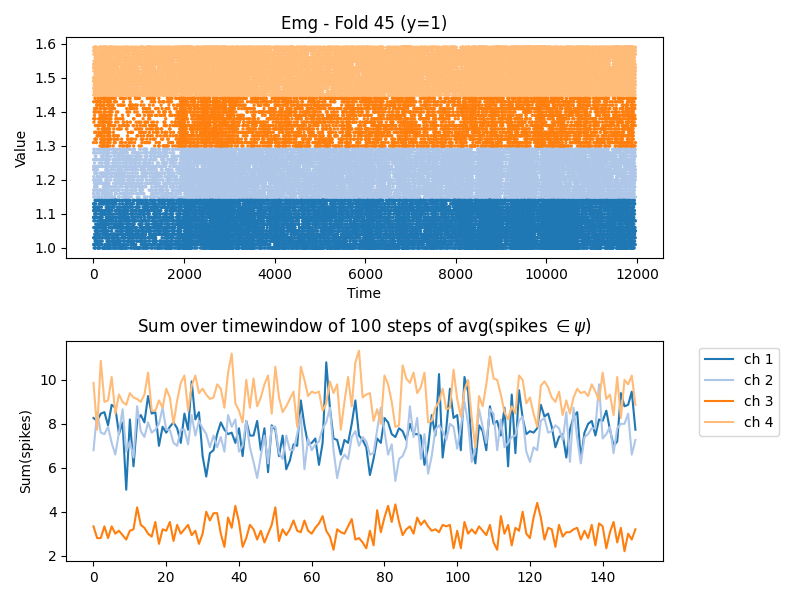 Emg - Fold 45 (y=1)
1.6
1.5
1.4
1.3
1.2
1.1
1.0
Value
0 2000 4000 6000 8000 10000 12000
Time
Sum over timewindow of 100 steps of avg(spikes ∈ ψ)
10
8
6
4
2
Sum(spikes)
0 20 40 60 80 100 120 140
ch 1
ch 2
ch 3
ch 4